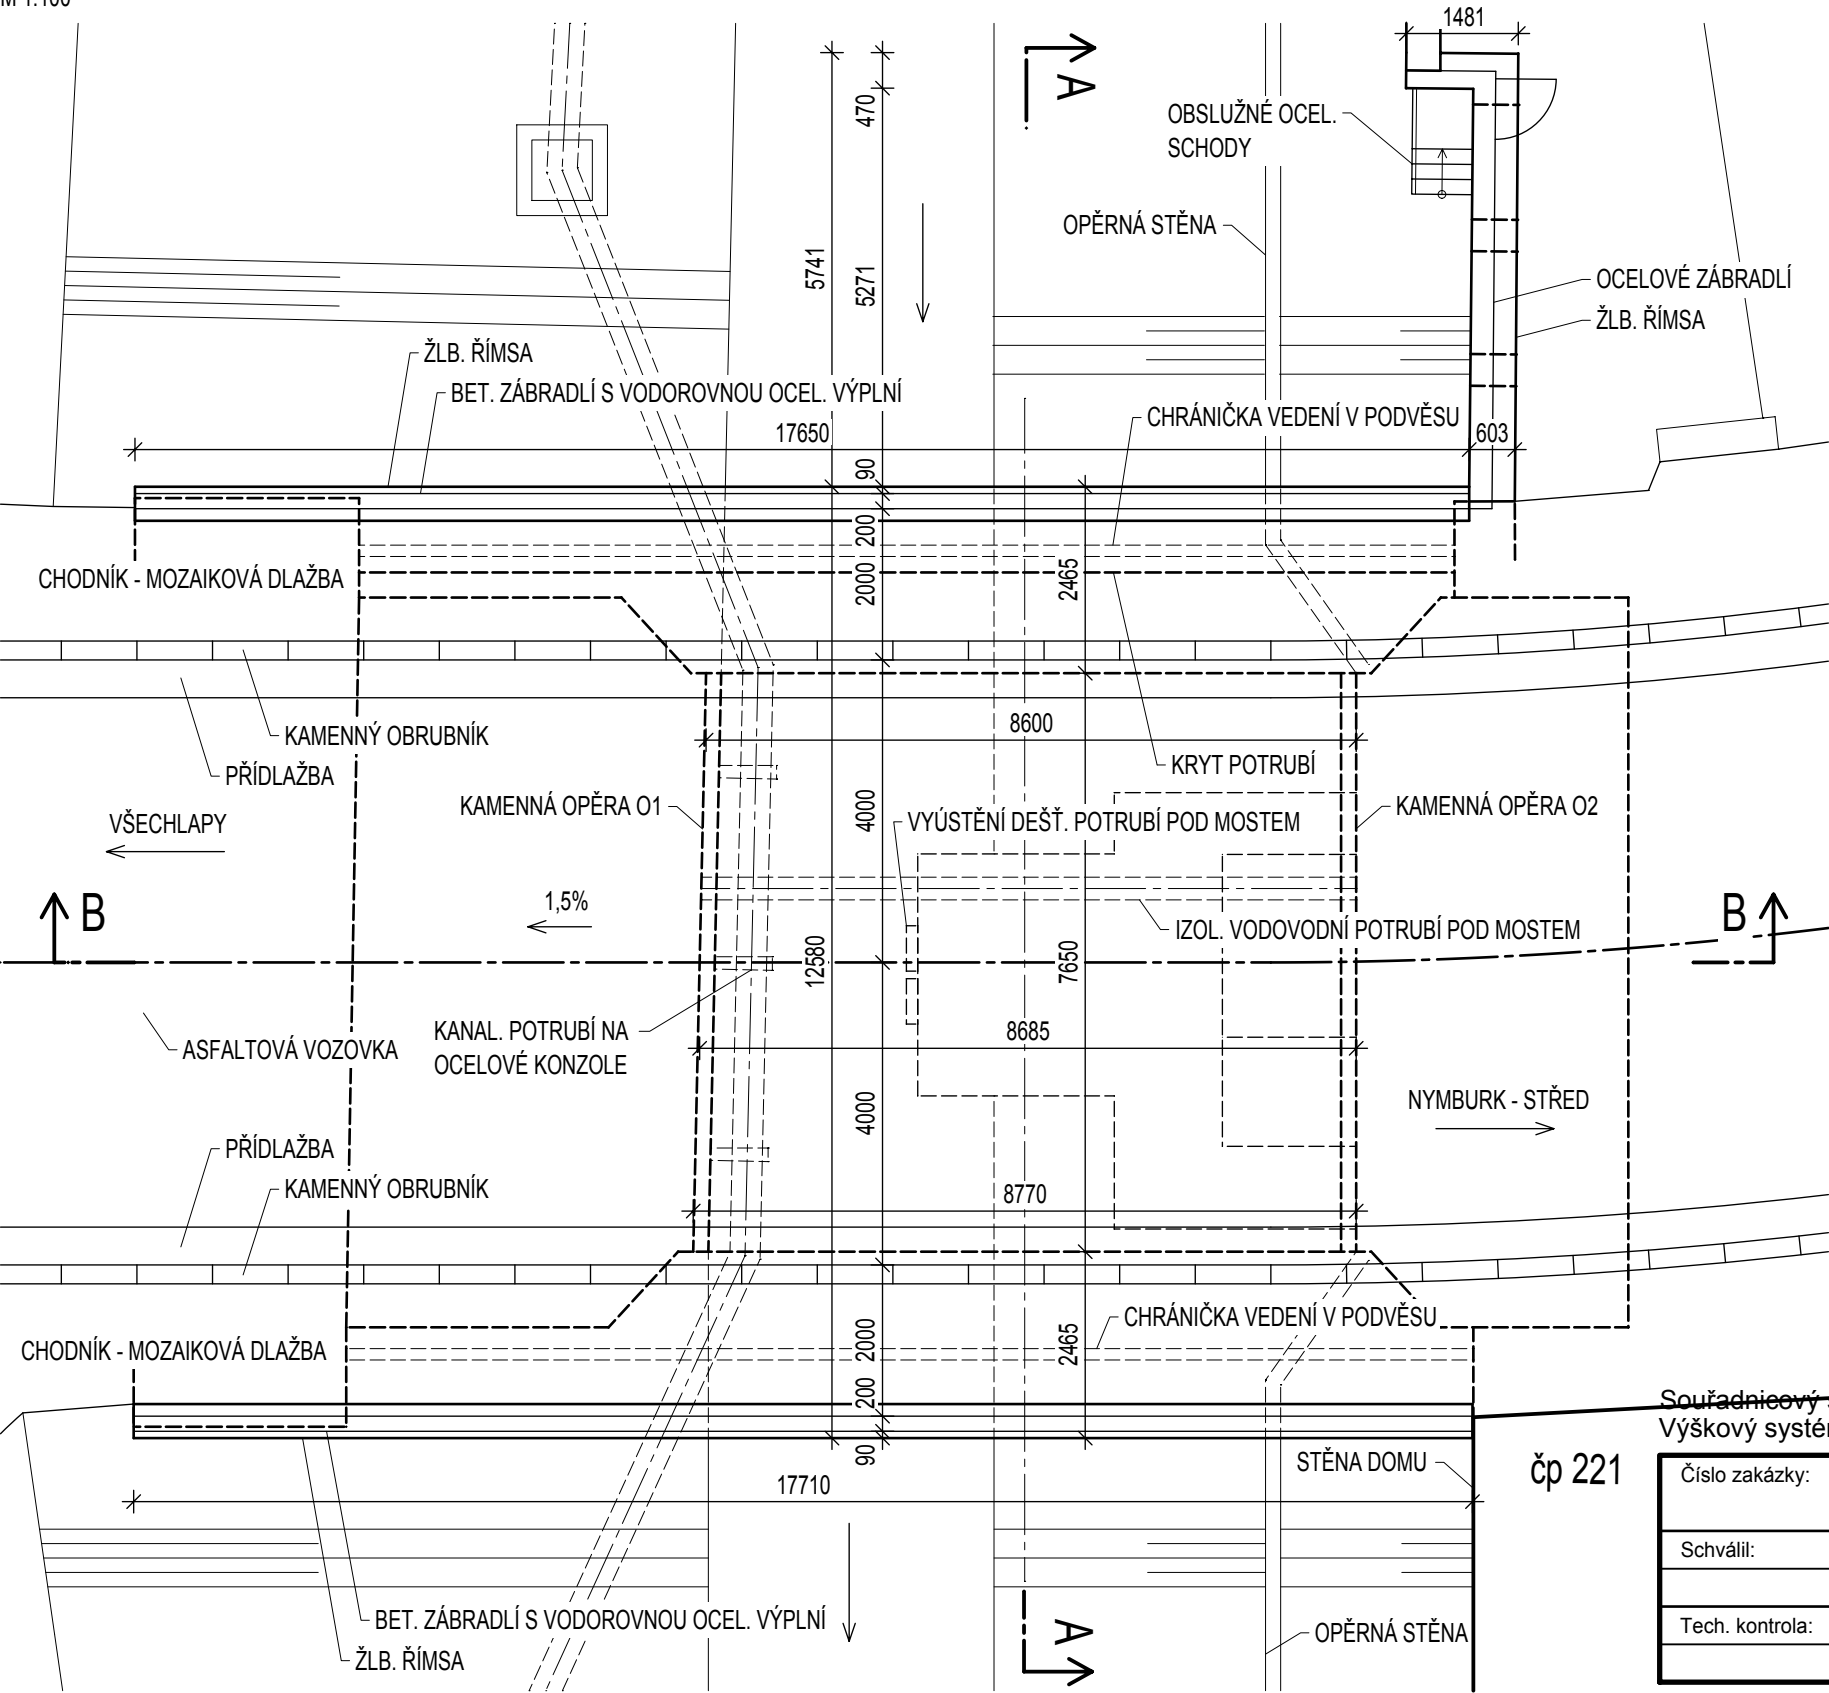 M 1:100
1481
A
470
OBSLUŽNÉ OCEL.
SCHODY
OPĚRNÁ STĚNA
5741
5271
OCELOVÉ ZÁBRADLÍ
ŽLB. ŘÍMSA
ŽLB. ŘÍMSA
BET. ZÁBRADLÍ S VODOROVNOU OCEL. VÝPLNÍ
CHRÁNIČKA VEDENÍ V PODVĚSU
17650
603
90
200
CHODNÍK - MOZAIKOVÁ DLAŽBA
2000
2465
KAMENNÝ OBRUBNÍK
8600
PŘÍDLAŽBA
KRYT POTRUBÍ
KAMENNÁ OPĚRA O1
4000
KAMENNÁ OPĚRA O2
VŠECHLAPY
VYÚSTĚNÍ DEŠŤ. POTRUBÍ POD MOSTEM
B
1,5%
B
IZOL. VODOVODNÍ POTRUBÍ POD MOSTEM
12580
7650
ASFALTOVÁ VOZOVKA
KANAL. POTRUBÍ NA
OCELOVÉ KONZOLE
8685
4000
NYMBURK - STŘED
PŘÍDLAŽBA
KAMENNÝ OBRUBNÍK
8770
CHRÁNIČKA VEDENÍ V PODVĚSU
CHODNÍK - MOZAIKOVÁ DLAŽBA
2000
2465
200
90
Souřadnicový
Výškový
STĚNA DOMU
čp 221
Číslo zakázky:
17710
Schválil:
BET. ZÁBRADLÍ S VODOROVNOU OCEL. VÝPLNÍ
ŽLB. ŘÍMSA
A
OPĚRNÁ STĚNA
Tech. kontrola: